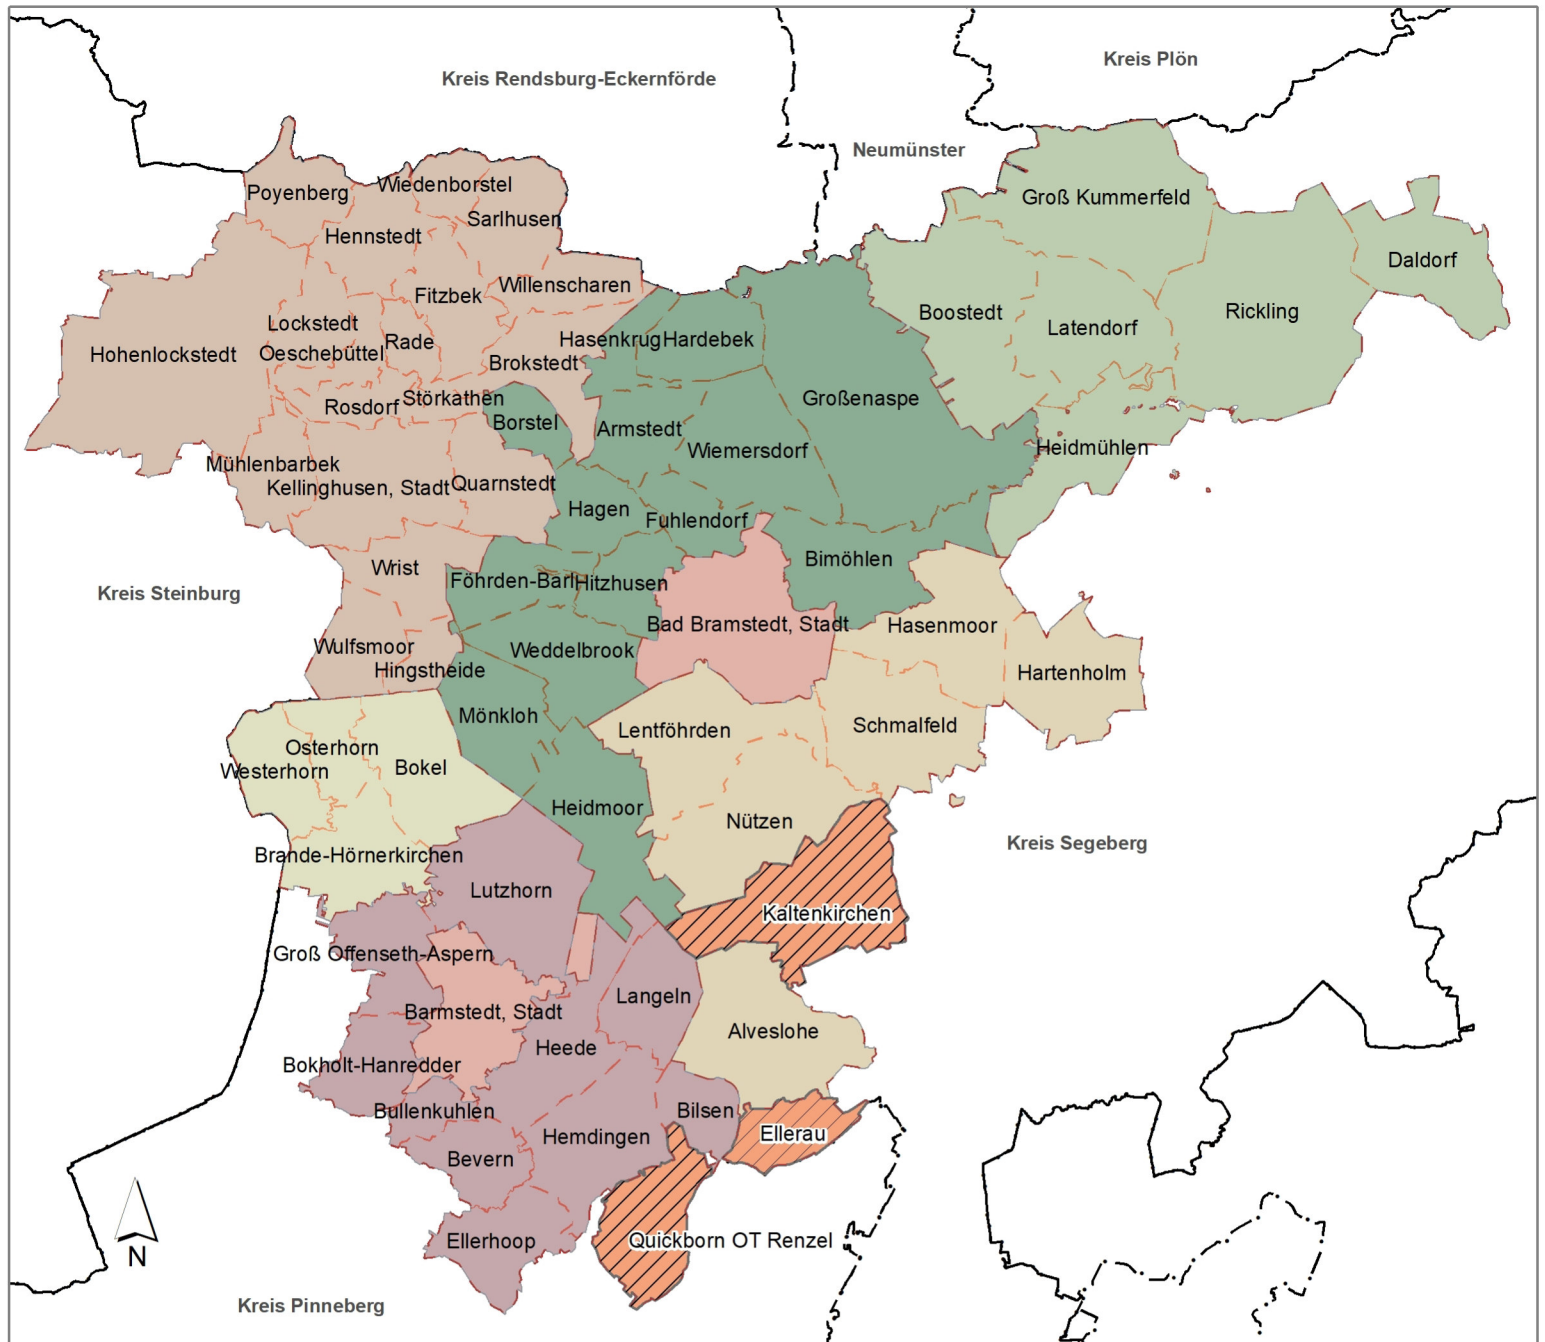 Kreis Plön
Kreis Rendsburg-Eckernförde
Neumünster
Poyenberg
Wiedenborstel
Groß Kummerfeld
Sarlhusen
Hennstedt
Daldorf
Willenscharen
Fitzbek
Boostedt
Rickling
Lockstedt
Latendorf
Rade
Hasenkrug
Hardebek
Hohenlockstedt
Oeschebüttel
Brokstedt
Störkathen
Großenaspe
Rosdorf
Borstel
Armstedt
Heidmühlen
Wiemersdorf
Mühlenbarbek
Kellinghusen, Stadt
Quarnstedt
Hagen
Fuhlendorf
Bimöhlen
Wrist
Föhrden-Barl
Hitzhusen
Kreis Steinburg
Bad Bramstedt, Stadt
Hasenmoor
Wulfsmoor
Weddelbrook
Hingstheide
Hartenholm
Mönkloh
Lentföhrden
Schmalfeld
Osterhorn
Westerhorn
Bokel
Heidmoor
Nützen
Kreis Segeberg
Brande-Hörnerkirchen
Lutzhorn
Kaltenkirchen
Groß Offenseth-Aspern
Langeln
Barmstedt, Stadt
Alveslohe
Heede
Bokholt-Hanredder
Bullenkuhlen
Bilsen
Hemdingen
Ellerau
Bevern
Ellerhoop
Quickborn OT Renzel
N
Kreis Pinneberg